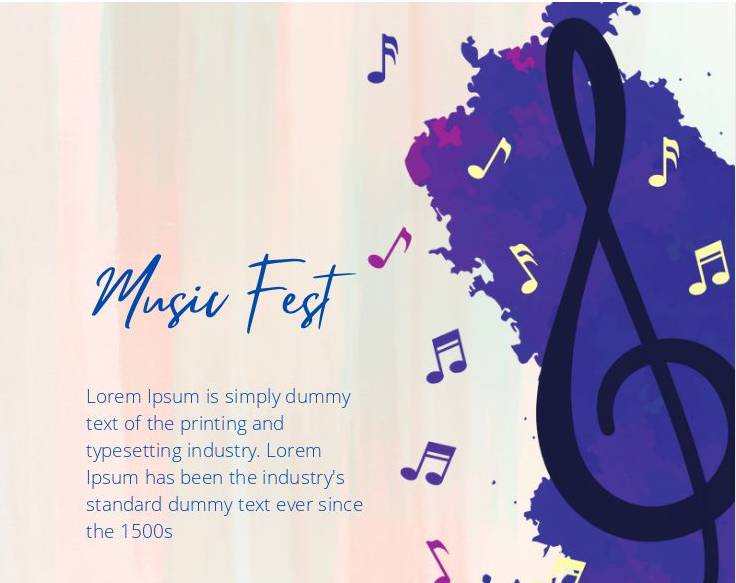 Music Fest
Lorem Ipsum is simply dummy
text of the printing and
typesetting industry. Lorem
Ipsum has been the industry's
standard dummy text ever since
the 1500s